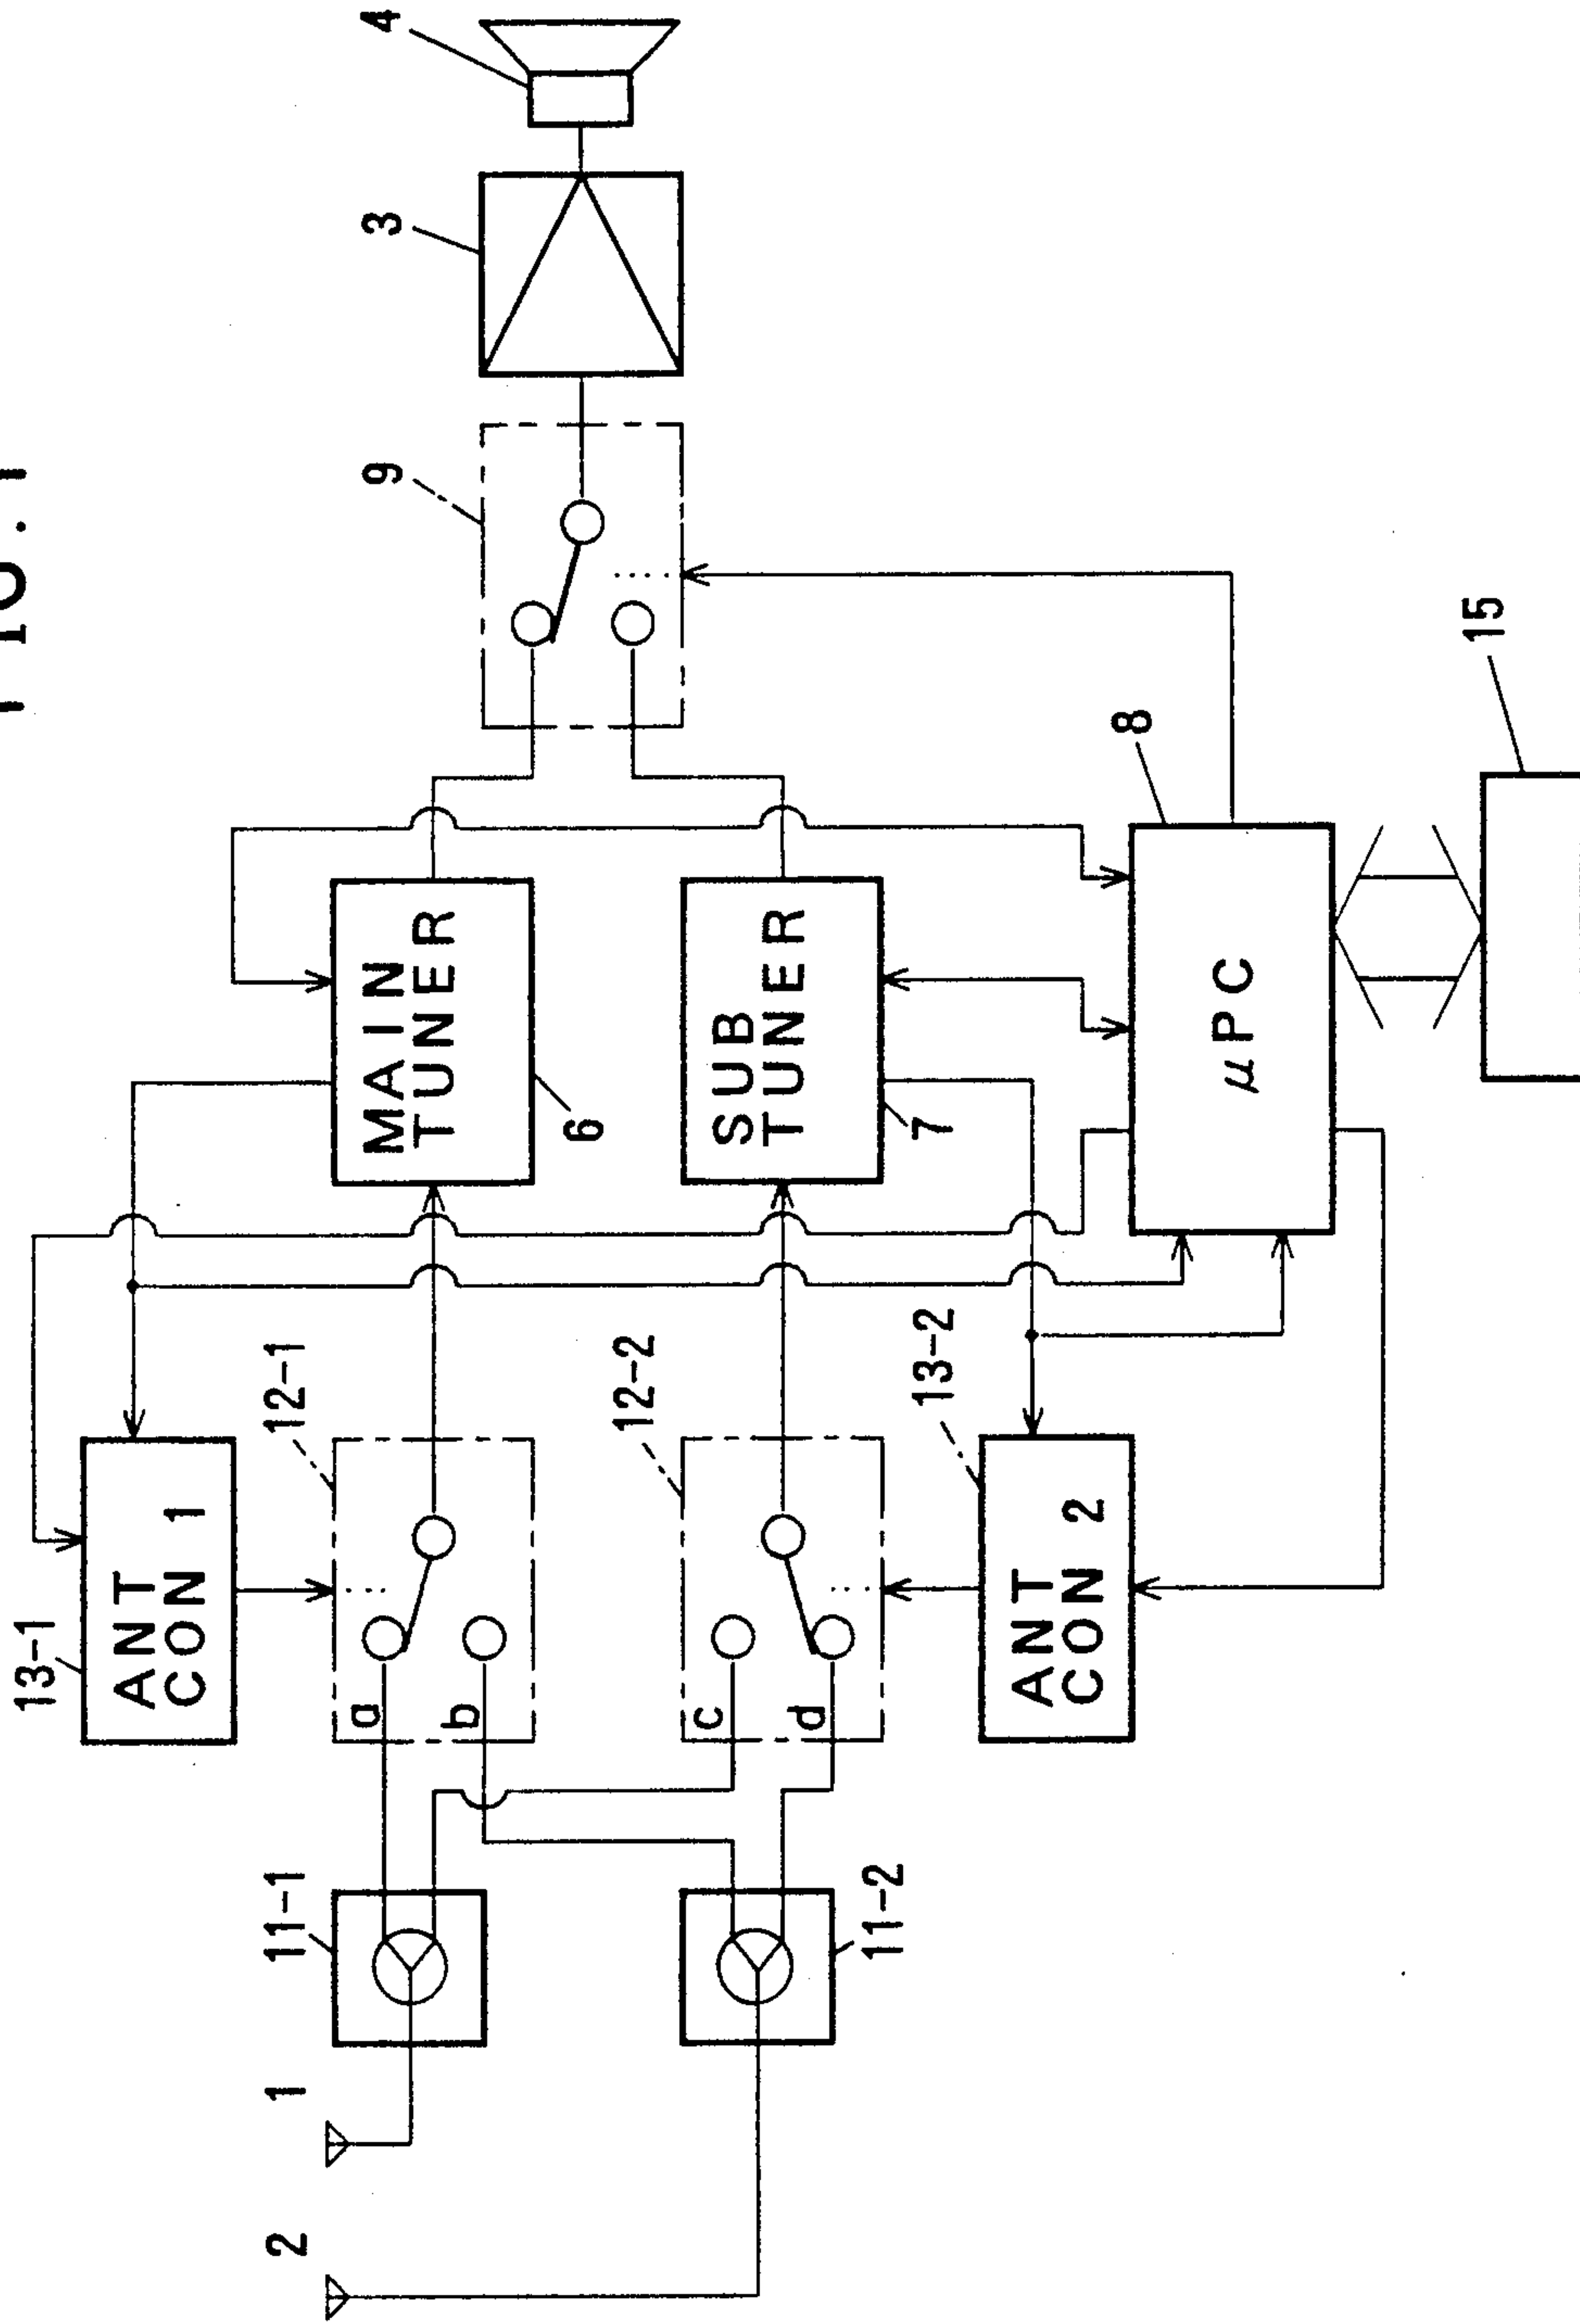 FIG. 1
13-1
ANT
CON 1
12-1
a
b
11-1
1
2
MAIN
TUNER
6
9
3
4
12-2
c
d
11-2
SUB
TUNER
7
13-2
ANT
CON 2
8
μPC
15